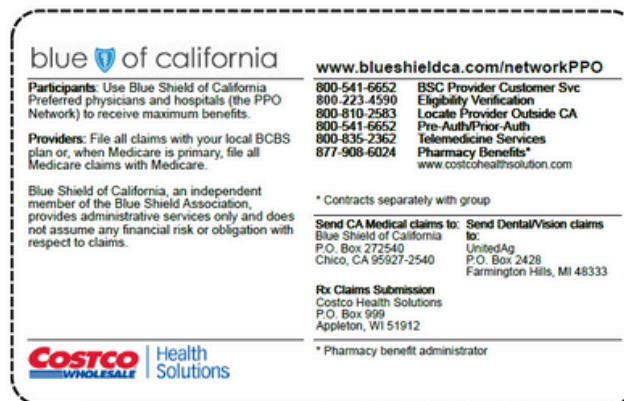 blue of california
Participants: Use Blue Shield of California
Preferred physicians and hospitals (the PPO
Network) to receive maximum benefits.
Providers: File all claims with your local BCBS
plan or, when Medicare is primary, file all
Medicare claims with Medicare.
Blue Shield of California, an independent
member of the Blue Shield Association,
provides administrative services only and does
not assume any financial risk or obligation with
respect to claims.
COSTCO
WHOLESALE
Health
Solutions
www.blueshieldca.com/networkPPO
800-541-6652 BSC Provider Customer Svc
800-223-4590 Eligibility Verification
800-810-2583 Locate Provider Outside CA
800-541-6652 Pre-Auth/Prior-Auth
800-835-2362 Telemedicine Services
877-908-6024 Pharmacy Benefits*
www.costcohealthsolution.com
* Contracts separately with group
Send CA Medical claims to:
Blue Shield of California
P.O. Box 272540
Chico, CA 95927-2540
Send Dental/Vision claims
to:
UnitedAg
P.O. Box 2428
Farmington Hills, MI 48333
Rx Claims Submission
Costco Health Solutions
P.O. Box 999
Appleton, WI 51912
* Pharmacy benefit administrator